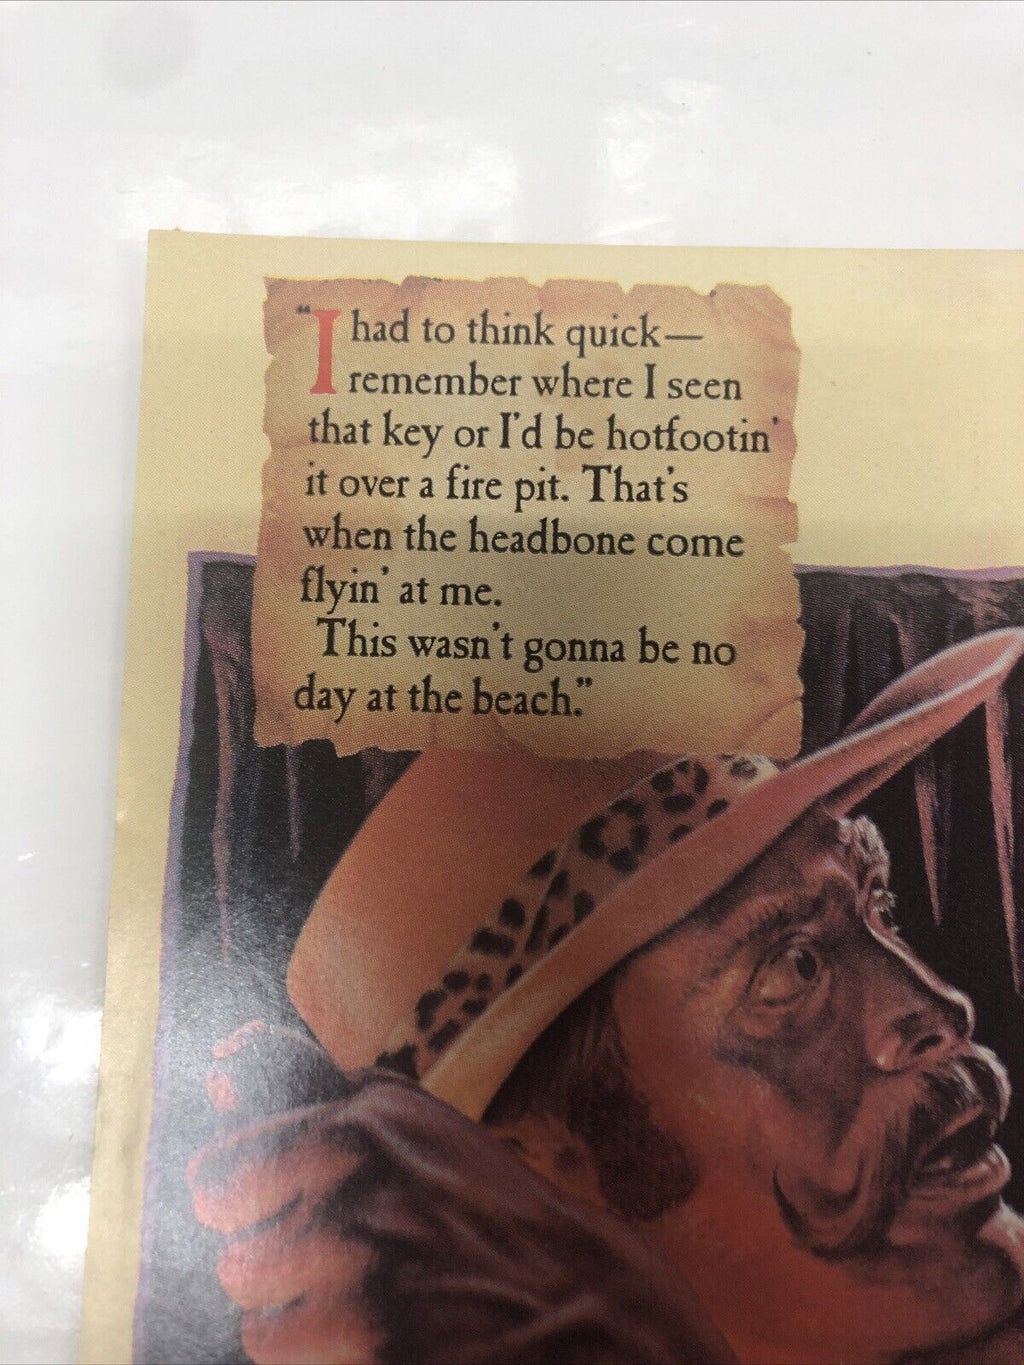 "I had to think quick—
remember where I seen
that key or I'd be hotfootin'
it over a fire pit. That's
when the headbone come
flyin' at me.
This wasn't gonna be no
day at the beach."